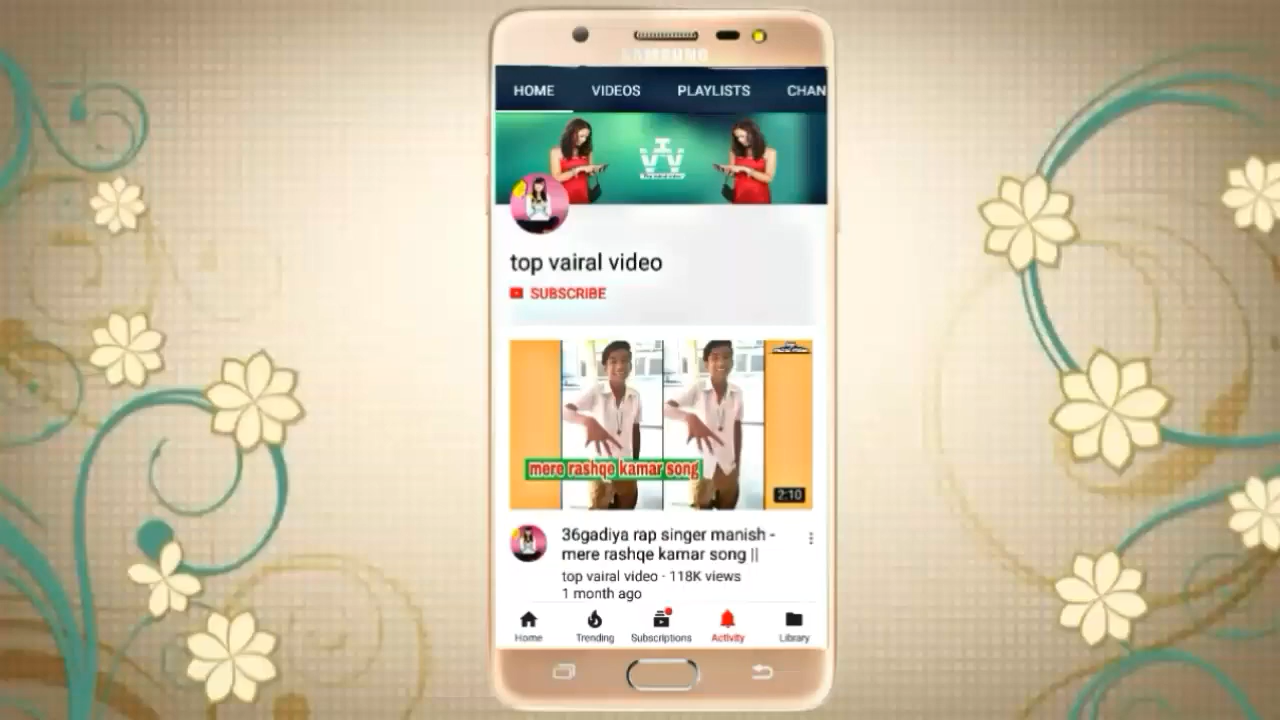 SAMSUNG
HOME VIDEOS PLAYLISTS CHAN
top vairal video
SUBSCRIBE
mere rashqe kamar song
2:10
36gadiya rap singer manish -
mere rashqe kamar song ||
top vairal video · 118K views
1 month ago
Home Trending Subscriptions Activity Library